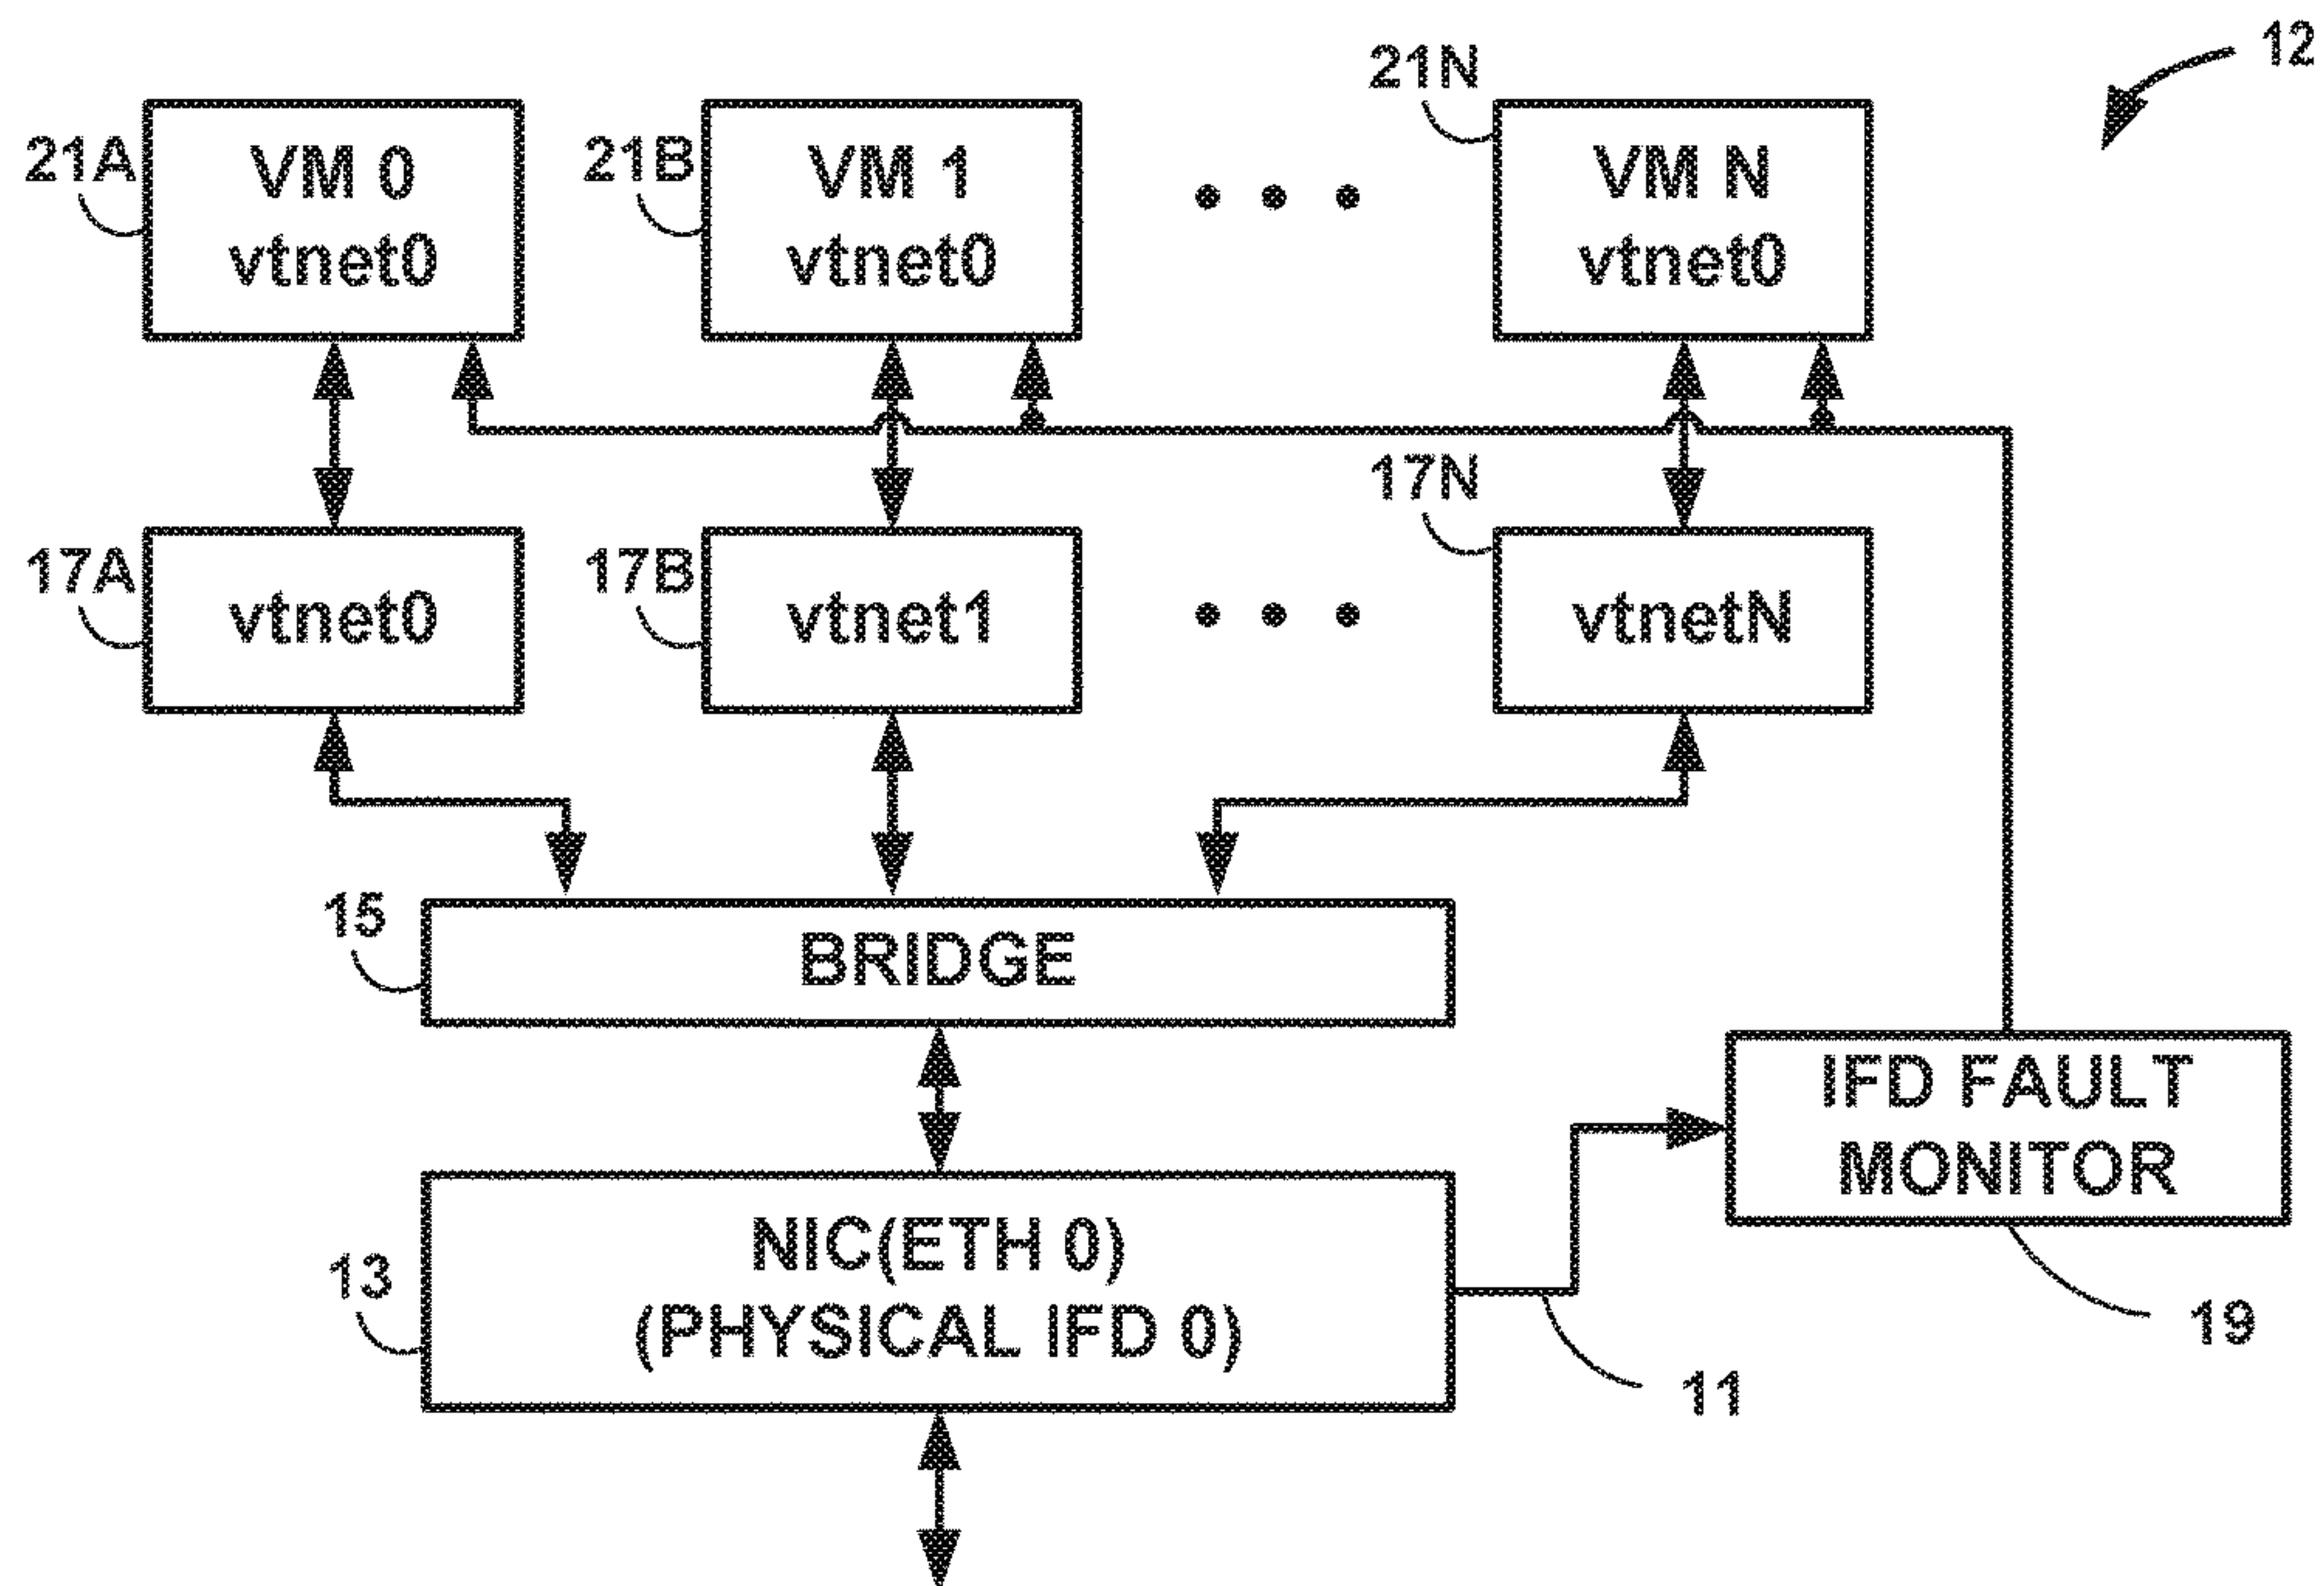 12
21A
VM 0
vtnet0
21B
VM 1
vtnet0
• • •
21N
VM N
vtnet0
17A
vtnet0
17B
vtnet1
• • •
17N
vtnetN
15
BRIDGE
13
NIC(ETH 0)
(PHYSICAL IFD 0)
11
IFD FAULT
MONITOR
19